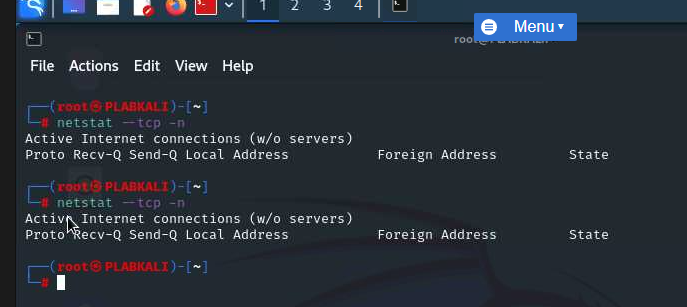 1 2 3 4
Menu
File Actions Edit View Help
(root㉿PLABKALI)-[~]
# netstat --tcp -n
Active Internet connections (w/o servers)
Proto Recv-Q Send-Q Local Address Foreign Address State
(root㉿PLABKALI)-[~]
# netstat --tcp -n
Active Internet connections (w/o servers)
Proto Recv-Q Send-Q Local Address Foreign Address State
(root㉿PLABKALI)-[~]
#